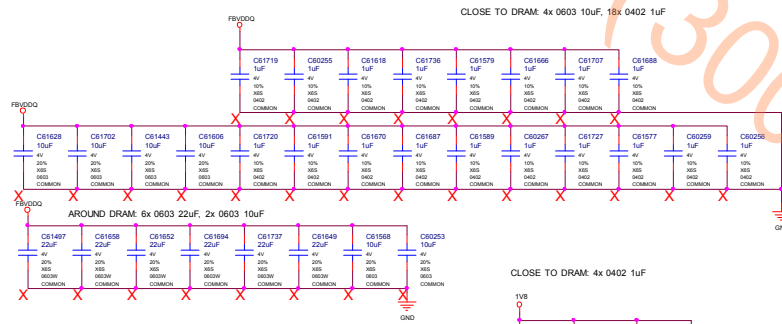 CLOSE TO DRAM: 4x 0603 10uF, 18x 0402 1uF
FBVDDQ
C61719 C60255 C61618 C61736 C61579 C61666 C61707 C61688
1uF 1uF 1uF 1uF 1uF 1uF 1uF 1uF
4V 4V 4V 4V 4V 4V 4V 4V
10% 10% 10% 10% 10% 10% 10% 10%
X6S X6S X6S X6S X6S X6S X6S X6S
0402 0402 0402 0402 0402 0402 0402 0402
COMMON COMMON COMMON COMMON COMMON COMMON COMMON COMMON
FBVDDQ
C61628 C61702 C61443 C61606 C61720 C61591 C61670 C61687 C61589 C60267 C61727 C61577 C60259 C60256
10uF 10uF 10uF 10uF 1uF 1uF 1uF 1uF 1uF 1uF 1uF 1uF 1uF 1uF
4V 4V 4V 4V 4V 4V 4V 4V 4V 4V 4V 4V 4V 4V
20% 20% 20% 20% 10% 10% 10% 10% 10% 10% 10% 10% 10% 10%
X6S X6S X6S X6S X6S X6S X6S X6S X6S X6S X6S X6S X6S X6S
0603 0603 0603 0603 0402 0402 0402 0402 0402 0402 0402 0402 0402 0402
COMMON COMMON COMMON COMMON COMMON COMMON COMMON COMMON COMMON COMMON COMMON COMMON COMMON COMMON
FBVDDQ
AROUND DRAM: 6x 0603 22uF, 2x 0603 10uF
C61497 C61658 C61652 C61694 C61737 C61649 C61568 C60253
22uF 22uF 22uF 22uF 22uF 22uF 10uF 10uF
4V 4V 4V 4V 4V 4V 4V 4V
20% 20% 20% 20% 20% 20% 20% 20%
X6S X6S X6S X6S X6S X6S X6S X6S
0603W 0603W 0603W 0603W 0603W 0603W 0603 0603
COMMON COMMON COMMON COMMON COMMON COMMON COMMON COMMON
GND
CLOSE TO DRAM: 4x 0402 1uF
1V8